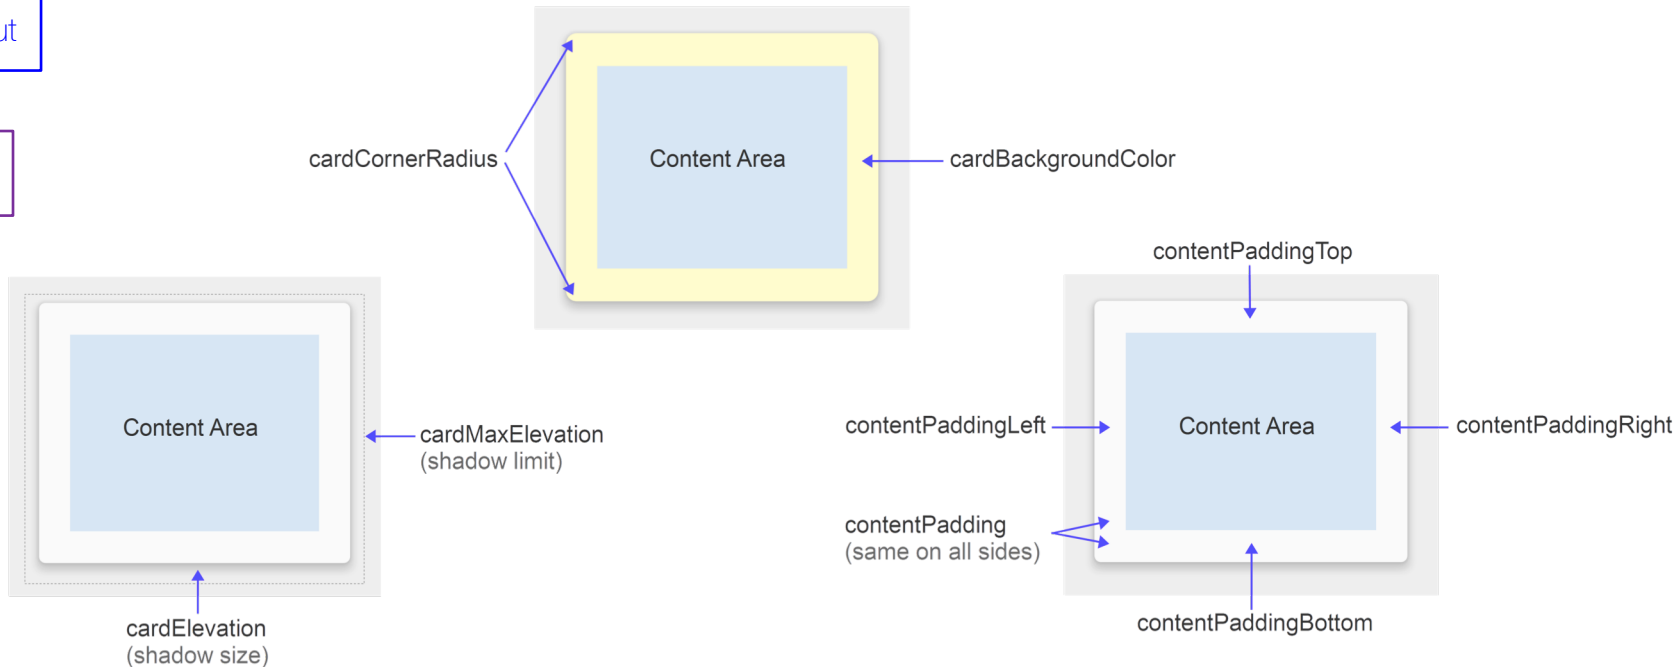 ut
cardCornerRadius
Content Area
cardBackgroundColor
Content Area
cardMaxElevation
(shadow limit)
cardElevation
(shadow size)
contentPaddingTop
contentPaddingLeft
Content Area
contentPaddingRight
contentPadding
(same on all sides)
contentPaddingBottom